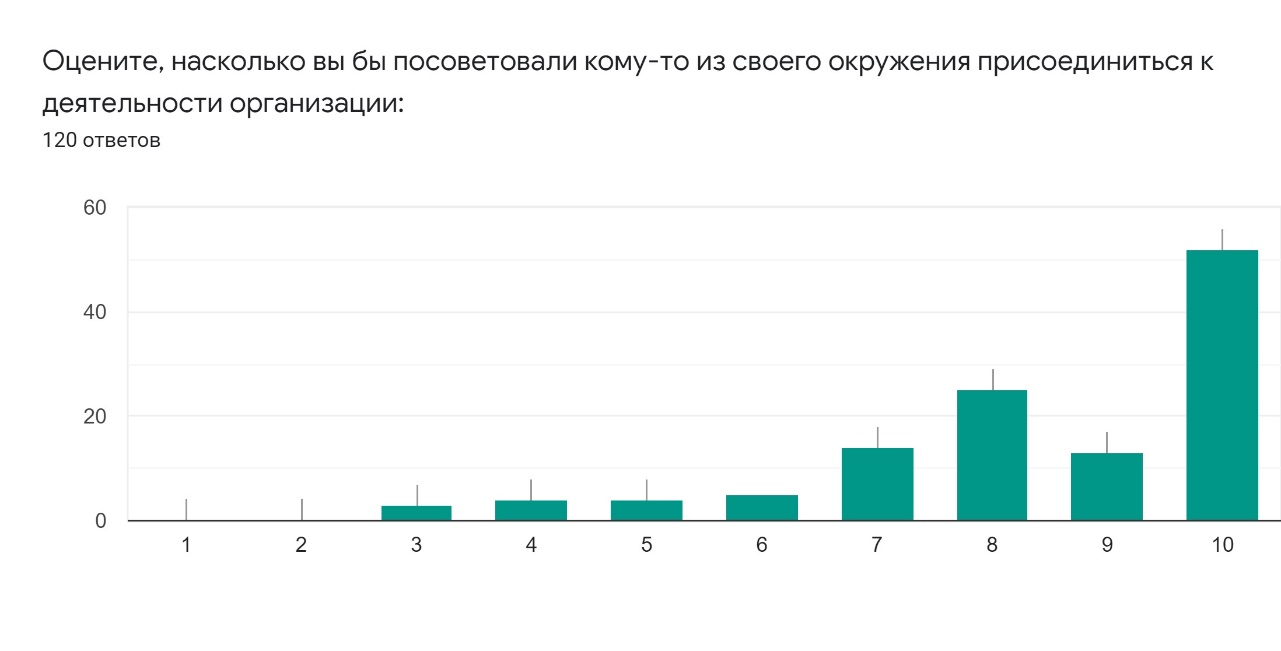 Оцените, насколько вы бы посоветовали кому-то из своего окружения присоединиться к
деятельности организации:
120 ответов
60
40
20
0
1 2 3 4 5 6 7 8 9 10